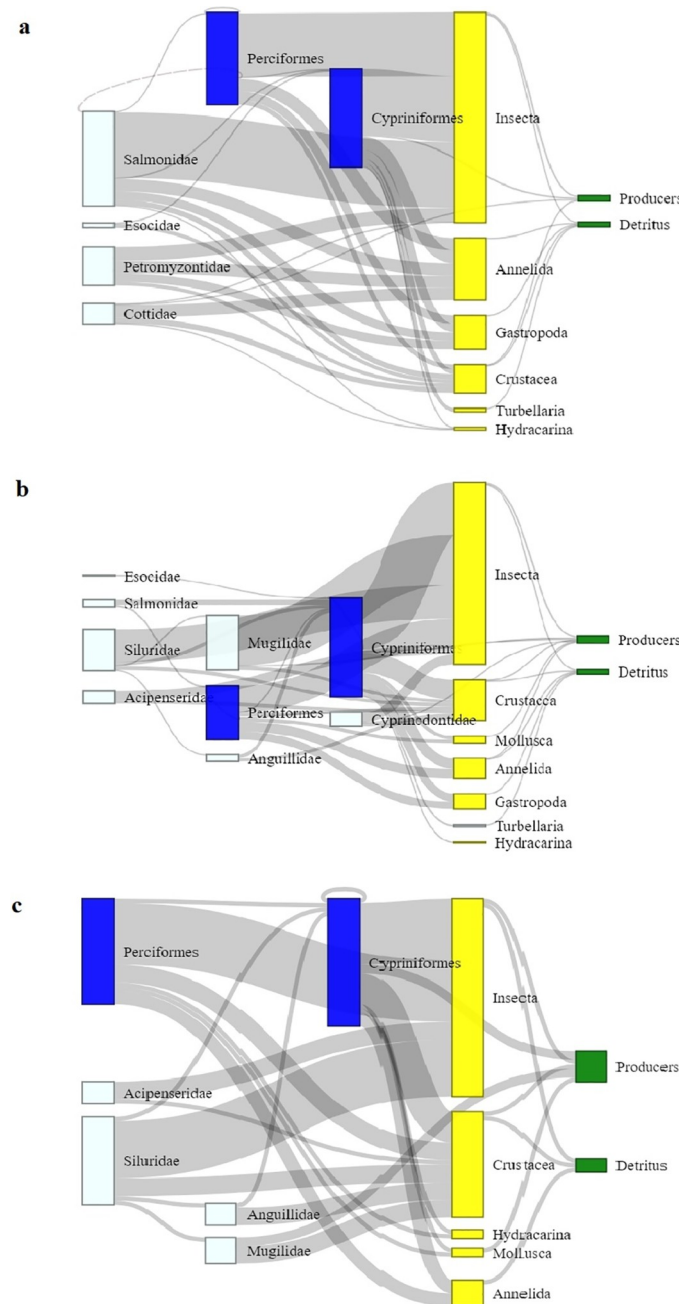 a
Perciformes
Cypriniformes
Insecta
Salmonidae
Producers
Esocidae
Detritus
Petromyzontidae
Annelida
Cottidae
Gastropoda
Crustacea
Turbellaria
Hydracarina
b
Esocidae
Insecta
Salmonidae
Siluridae
Mugilidae
Cypriniformes
Producers
Detritus
Acipenseridae
Perciformes
Cyprinodontidae
Crustacea
Mollusca
Anguillidae
Annelida
Gastropoda
Turbellaria
Hydracarina
c
Perciformes
Cypriniformes
Insecta
Producers
Acipenseridae
Siluridae
Crustacea
Detritus
Anguillidae
Mugilidae
Hydracarina
Mollusca
Annelida